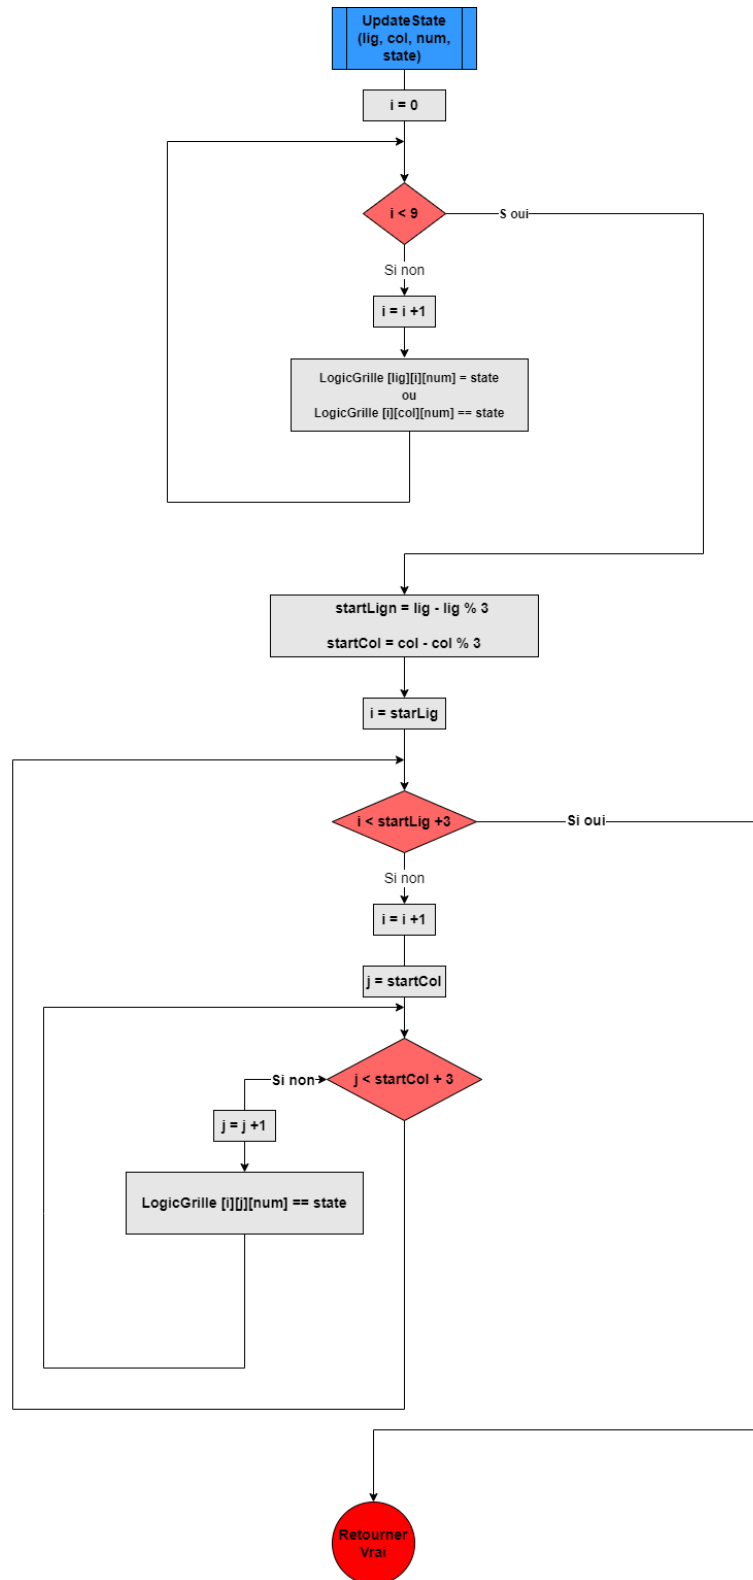 UpdateState
(lig, col, num,
state)
i = 0
i < 9
S oui
Si non
i = i +1
LogicGrille [lig][i][num] = state
ou
LogicGrille [i][col][num] == state
startLign = lig - lig % 3
startCol = col - col % 3
i = starLig
i < startLig +3
Si oui
Si non
i = i +1
j = startCol
j < startCol + 3
Si non
j = j +1
LogicGrille [i][j][num] == state
Retourner
Vrai